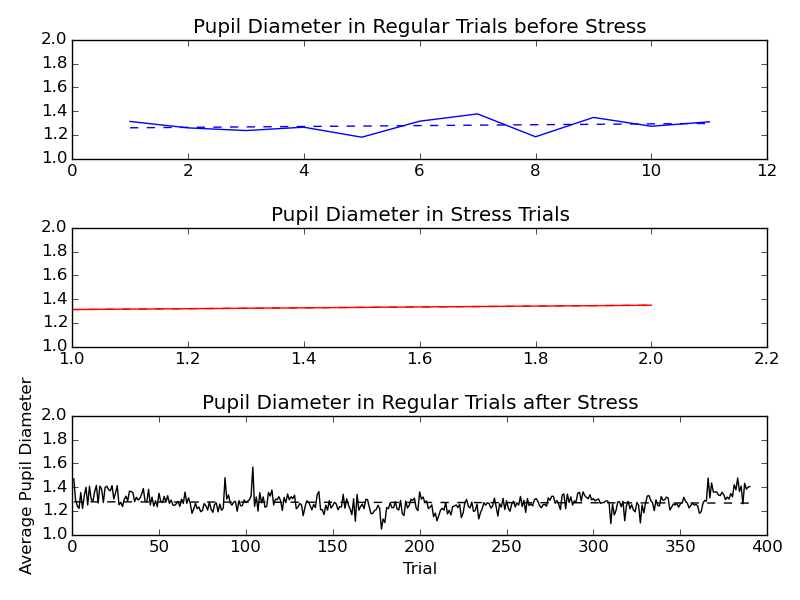 Pupil Diameter in Regular Trials before Stress
2.0
1.8
1.6
1.4
1.2
1.0
0 2 4 6 8 10 12
Pupil Diameter in Stress Trials
2.0
1.8
1.6
1.4
1.2
1.0
1.0 1.2 1.4 1.6 1.8 2.0 2.2
Pupil Diameter in Regular Trials after Stress
Average Pupil Diameter
2.0
1.8
1.6
1.4
1.2
1.0
0 50 100 150 200 250 300 350 400
Trial